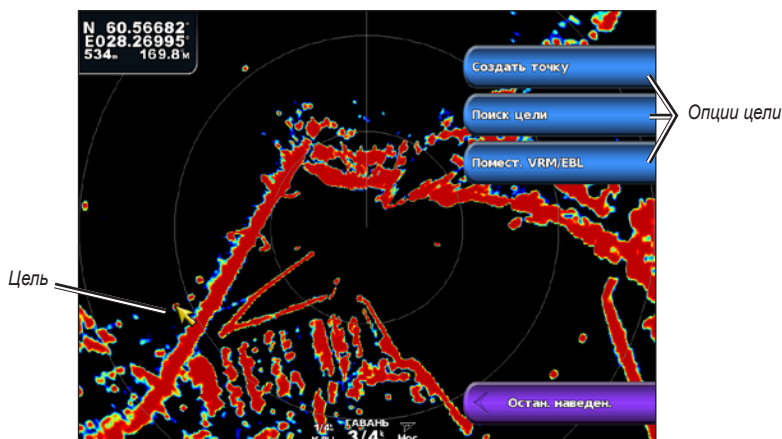 N 60.56682°
E028.26995°
534м 169.8м
Создать точку
Поиск цели
Помест. VRM/EBL
Опции цели
Цель
Остан. наведен.
ГАВАНЬ
3/4
Нос